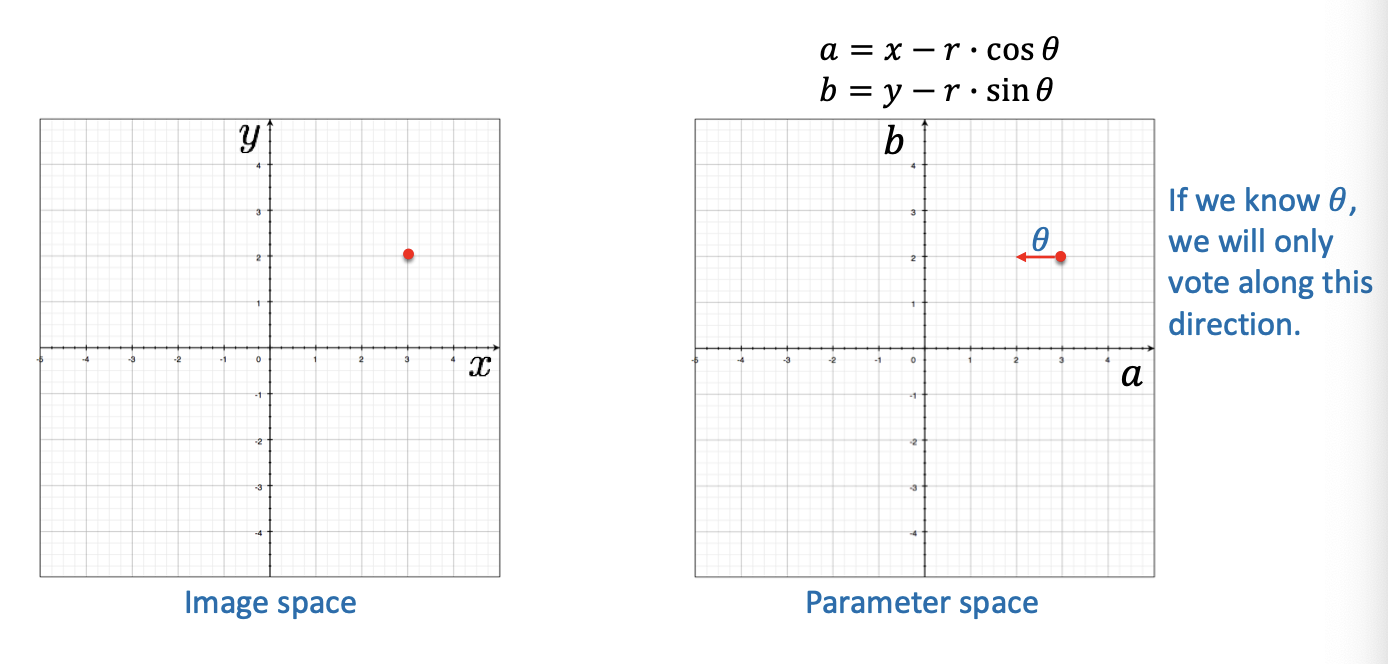 a = x − r · cos θ
b = y − r · sin θ
y
4
3
2
1
-5 -4 -3 -2 -1 0 1 2 3 4
x
-1
-2
-3
-4
Image space
b
4
3
θ
2
1
-5 -4 -3 -2 -1 0 1 2 3 4
a
-1
-2
-3
-4
Parameter space
If we know θ,
we will only
vote along this
direction.